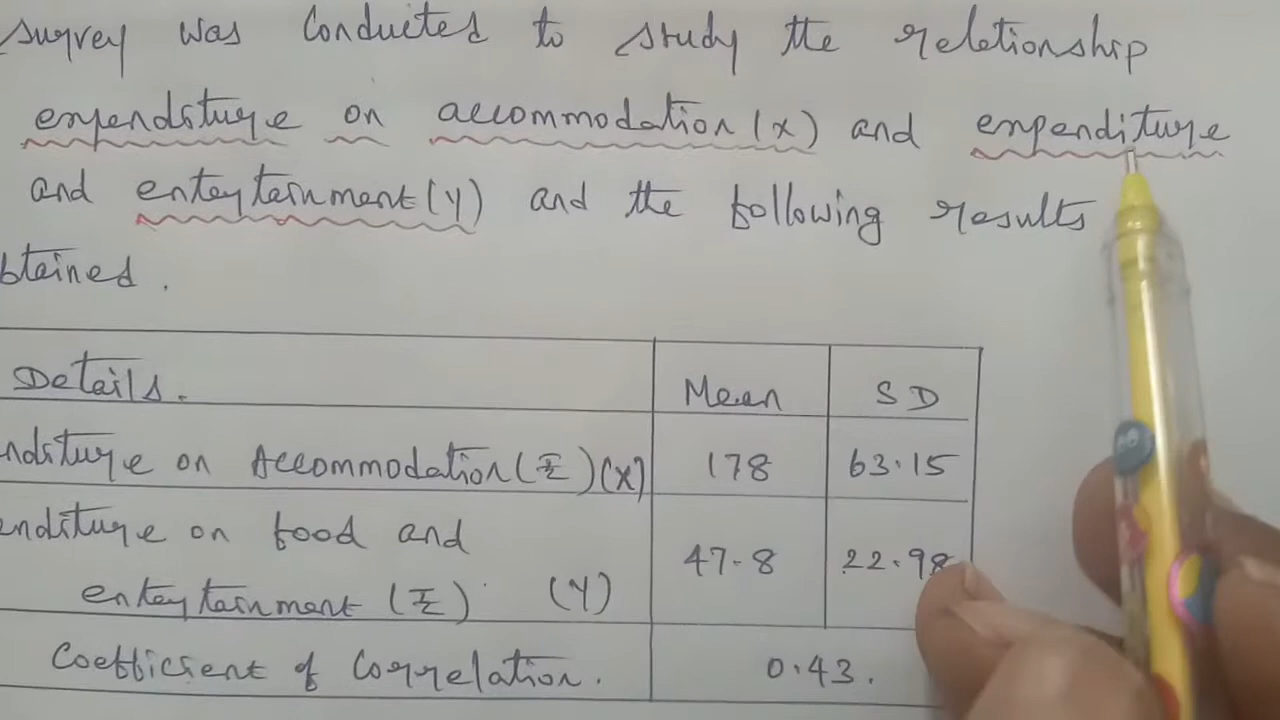 survey was conducted to study the relationship
expenditure on accommodation (x) and expenditure
and entertainment (y) and the following results
btained.
Details. Mean SD
nditure on Accommodation (₹) (x) 178 63.15
enditure on food and
entertainment (₹) (y) 47.8 22.98
Coefficient of Correlation. 0.43.